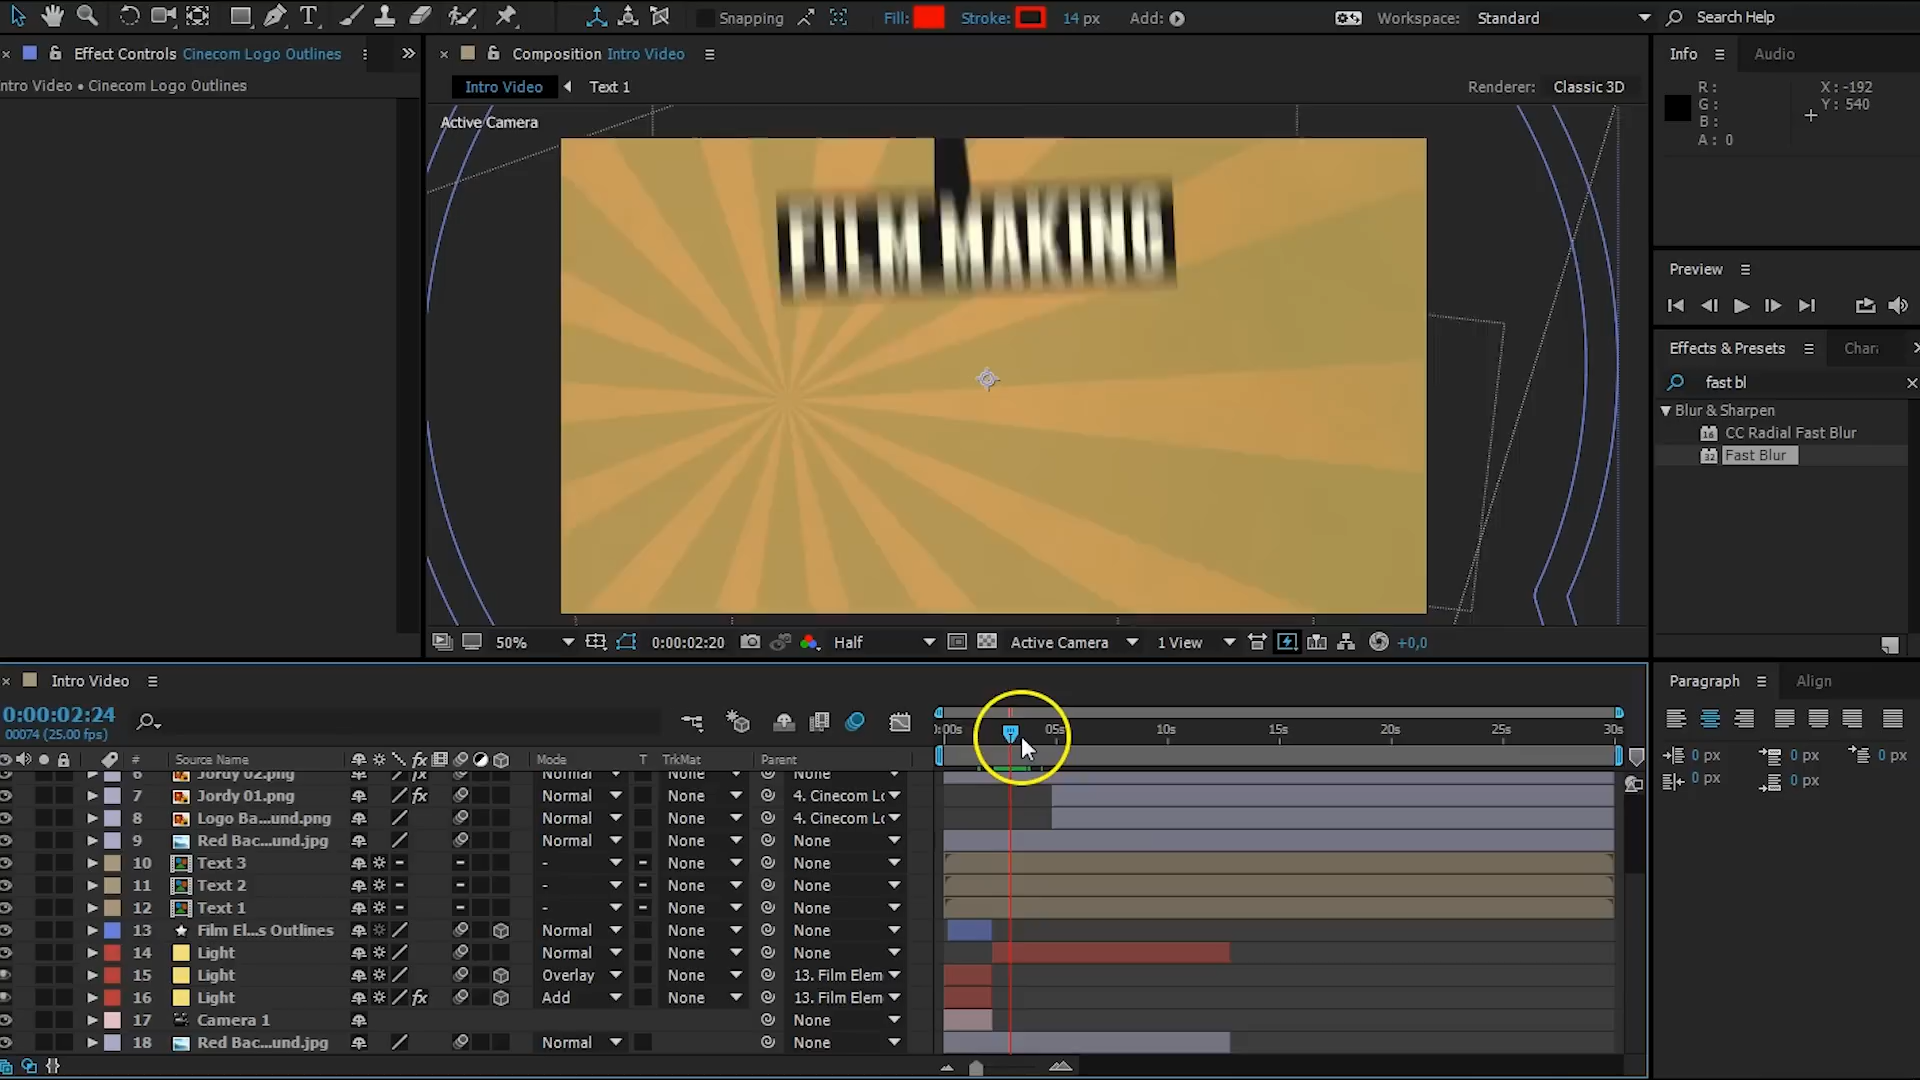 Snapping
Fill:
Stroke:
14 px
Add:
Workspace:
Standard
Search Help
Effect Controls Cinecom Logo Outlines
Composition Intro Video
Info
Audio
ntro Video • Cinecom Logo Outlines
Intro Video
Text 1
Renderer:
Classic 3D
R :
G :
B :
A : 0
X : -192
Y : 540
Active Camera
FILM MAKING
Preview
Effects & Presets
fast bl
Blur & Sharpen
CC Radial Fast Blur
Fast Blur
50%
0:00:02:20
Half
Active Camera
1 View
+0,0
Intro Video
Paragraph
Align
0:00:02:24
00074 (25.00 fps)
05s
10s
15s
20s
25s
30s
0 px
0 px
0 px
0 px
0 px
#
Source Name
fx
Mode
T
TrkMat
Parent
6 Jordy 02.png fx Normal None None
7 Jordy 01.png fx Normal None 4. Cinecom Lo
8 Logo Ba...und.png Normal None 4. Cinecom Lo
9 Red Bac...und.jpg Normal None None
10 Text 3 - None None
11 Text 2 - None None
12 Text 1 - None None
13 Film El...s Outlines Normal None None
14 Light Normal None None
15 Light Overlay None 13. Film Elem
16 Light fx Add None 13. Film Elem
17 Camera 1 None
18 Red Bac...und.jpg Normal None None